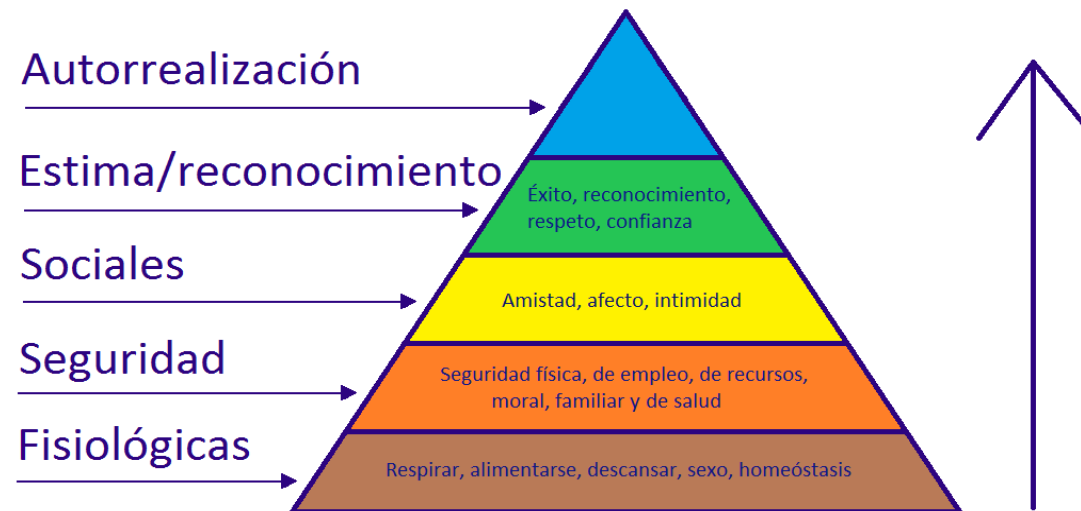 Autorrealización
Estima/reconocimiento
Éxito, reconocimiento,
respeto, confianza
Sociales
Amistad, afecto, intimidad
Seguridad
Seguridad física, de empleo, de recursos,
moral, familiar y de salud
Fisiológicas
Respirar, alimentarse, descansar, sexo, homeóstasis